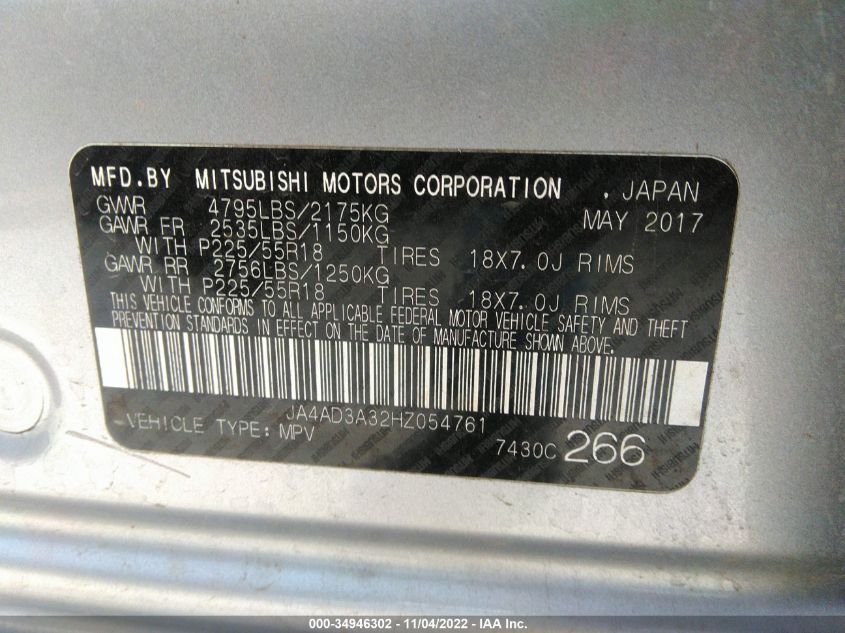 MFD.BY MITSUBISHI MOTORS CORPORATION . JAPAN
GVWR 4795LBS/2175KG MAY 2017
GAWR FR 2535LBS/1150KG
WITH P225/55R18 TIRES 18X7.0J RIMS
GAWR RR 2756LBS/1250KG
WITH P225/55R18 TIRES 18X7.0J RIMS
THIS VEHICLE CONFORMS TO ALL APPLICABLE FEDERAL MOTOR VEHICLE SAFETY AND THEFT
PREVENTION STANDARDS IN EFFECT ON THE DATE OF MANUFACTURE SHOWN ABOVE.
JA4AD3A32HZ054761
VEHICLE TYPE: MPV 7430C 266
000-34946302 - 11/04/2022 - IAA Inc.